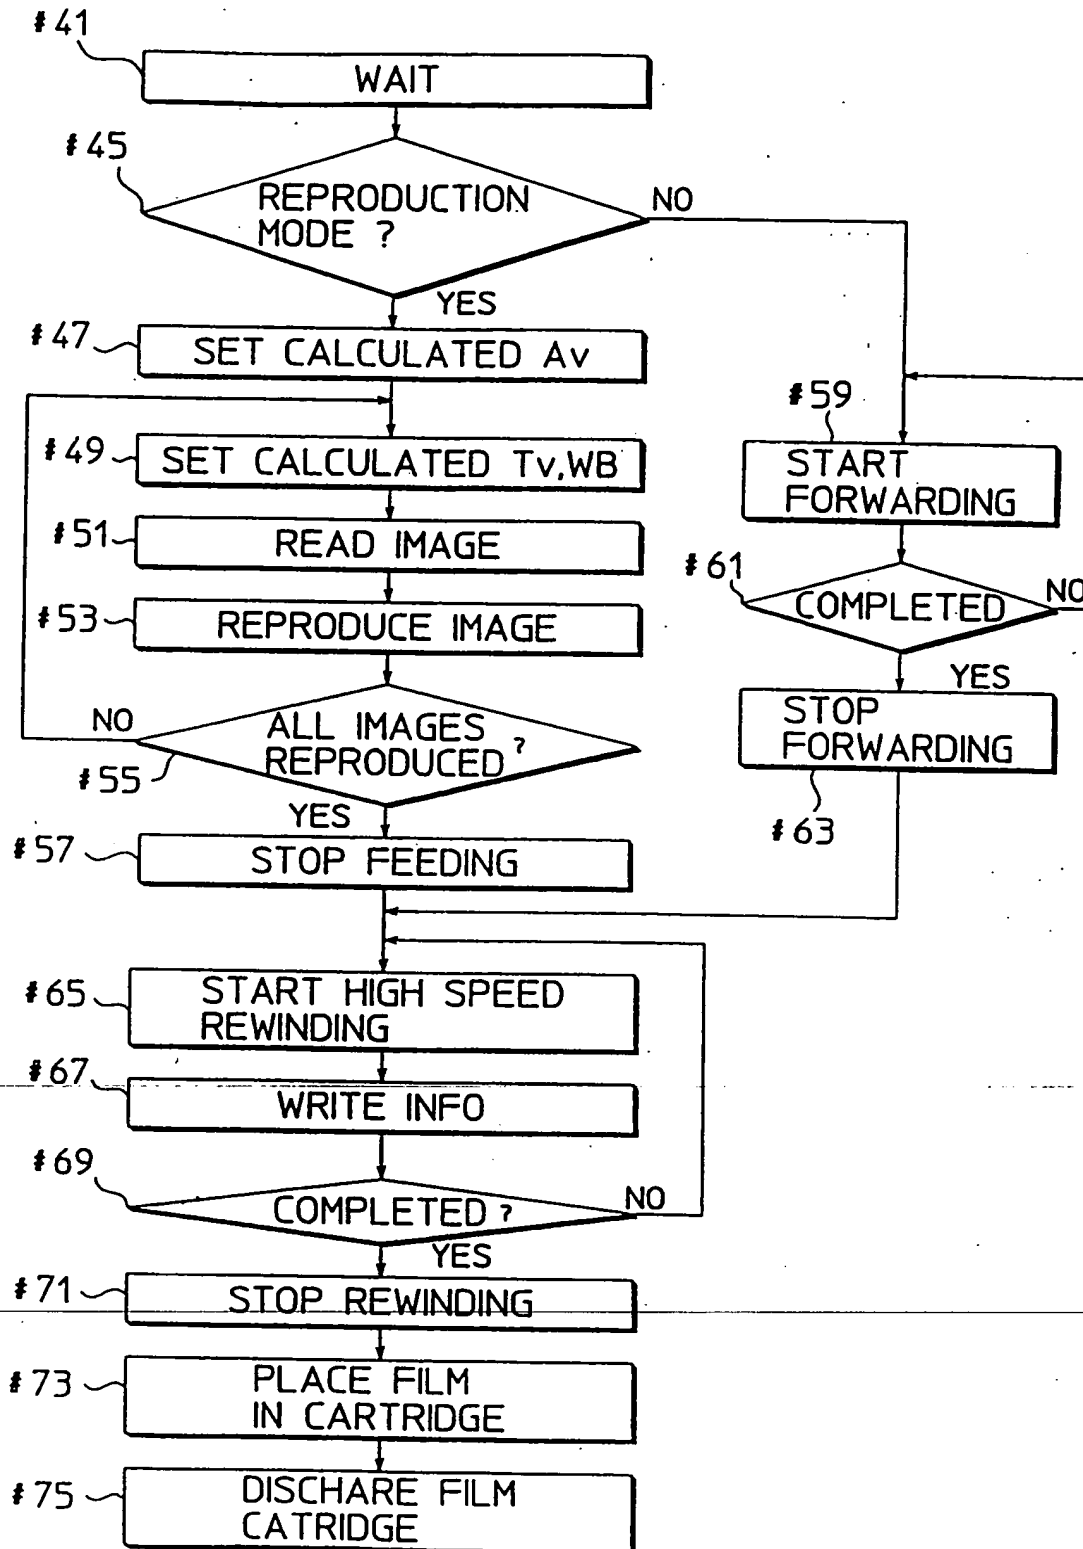 #41
WAIT
#45
REPRODUCTION
MODE ?
NO
YES
#47
SET CALCULATED Av
#49
SET CALCULATED Tv,WB
#51
READ IMAGE
#53
REPRODUCE IMAGE
NO
ALL IMAGES
REPRODUCED ?
#55
YES
#57
STOP FEEDING
#59
START
FORWARDING
#61
COMPLETED
NO
YES
STOP
FORWARDING
#63
#65
START HIGH SPEED
REWINDING
#67
WRITE INFO
#69
COMPLETED ?
NO
YES
#71
STOP REWINDING
#73
PLACE FILM
IN CARTRIDGE
#75
DISCHARE FILM
CATRIDGE